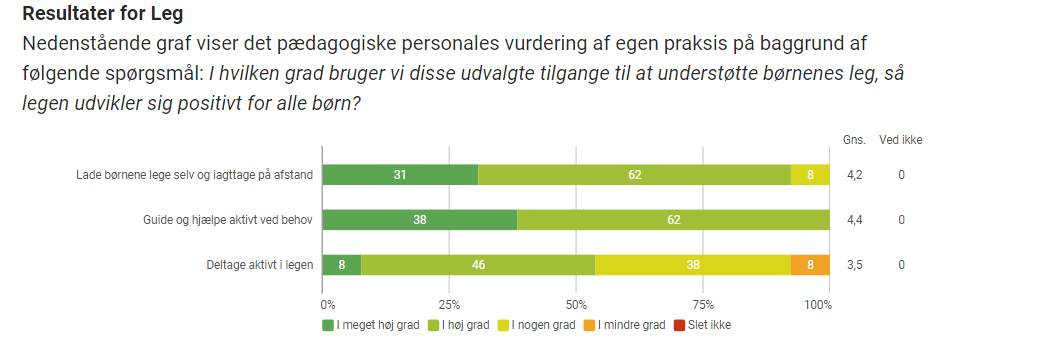 Resultater for Leg
Nedenstående graf viser det pædagogiske personales vurdering af egen praksis på baggrund af
følgende spørgsmål: I hvilken grad bruger vi disse udvalgte tilgange til at understøtte børnenes leg, så
legen udvikler sig positivt for alle børn?
Gns. Ved ikke
Lade børnene lege selv og iagttage på afstand 31 62 8 4,2 0
Guide og hjælpe aktivt ved behov 38 62 4,4 0
Deltage aktivt i legen 8 46 38 8 3,5 0
0% 25% 50% 75% 100%
I meget høj grad I høj grad I nogen grad I mindre grad Slet ikke